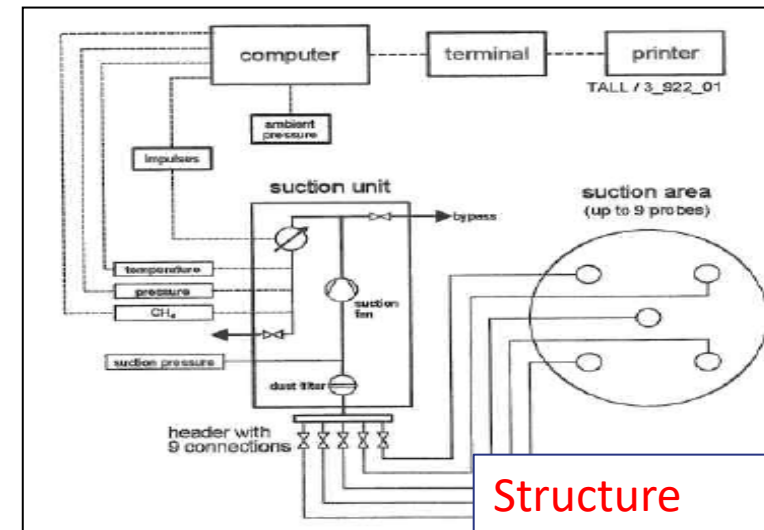 computer
terminal
printer
TALL / 3_922_01
ambient
pressure
Impulses
suction unit
suction area
(up to 9 probes)
bypass
temperature
pressure
CH₄
suction
fan
suction pressure
dust filter
header with
9 connections
Structure